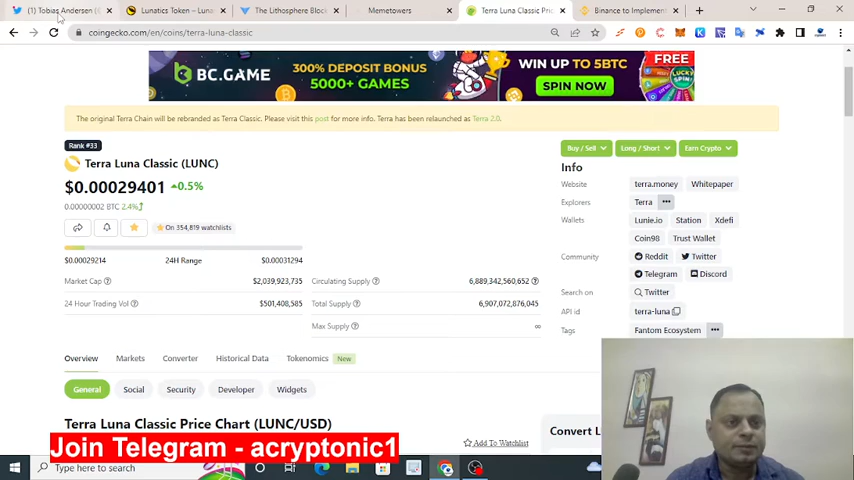 (1) Tobias Andersen (
Lunatics Token – Luna
The Lithosphere Block
Memetowers
Terra Luna Classic Pric
Binance to Implement
coingecko.com/en/coins/terra-luna-classic
BC.GAME
300% DEPOSIT BONUS
5000+ GAMES
WIN UP TO 5BTC
SPIN NOW
FREE
LUCKY
SPIN
The original Terra Chain will be rebranded as Terra Classic. Please visit this post for more info. Terra has been relaunched as Terra 2.0.
Rank #33
Terra Luna Classic (LUNC)
$0.00029401 0.5%
0.00000002 BTC 2.4%
On 354,819 watchlists
$0.00029214 24H Range $0.00031294
Market Cap $2,039,923,735
Circulating Supply 6,889,342,560,652
24 Hour Trading Vol $501,408,585
Total Supply 6,907,072,876,045
Max Supply ∞
Buy / Sell
Long / Short
Earn Crypto
Info
Website terra.money Whitepaper
Explorers Terra
Wallets Lunie.io Station Xdefi
Coin98 Trust Wallet
Community Reddit Twitter
Telegram Discord
Search on Twitter
API id terra-luna
Tags Fantom Ecosystem
Overview Markets Converter Historical Data Tokenomics New
General Social Security Developer Widgets
Terra Luna Classic Price Chart (LUNC/USD)
Add To Watchlist
Convert L
Join Telegram - acryptonic1
Type here to search